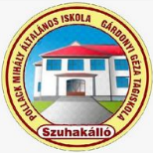 POLLACK MIHÁLY ÁLTALÁNOS ISKOLA GÁRDONYI GÉZA TAGISKOLA
Szuhakálló